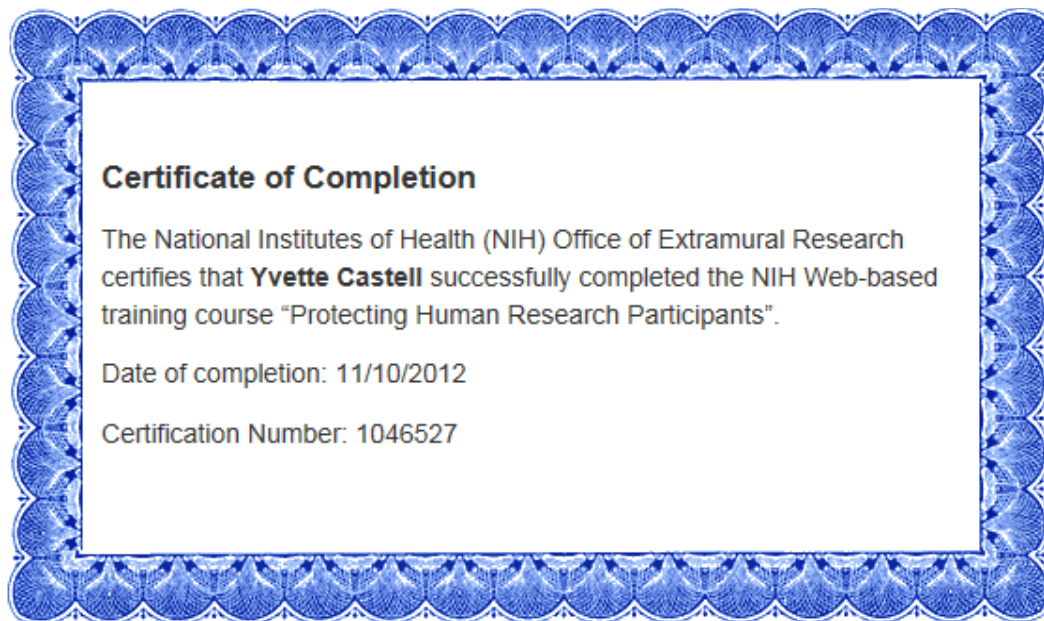 Certificate of Completion
The National Institutes of Health (NIH) Office of Extramural Research
certifies that Yvette Castell successfully completed the NIH Web-based
training course “Protecting Human Research Participants”.
Date of completion: 11/10/2012
Certification Number: 1046527